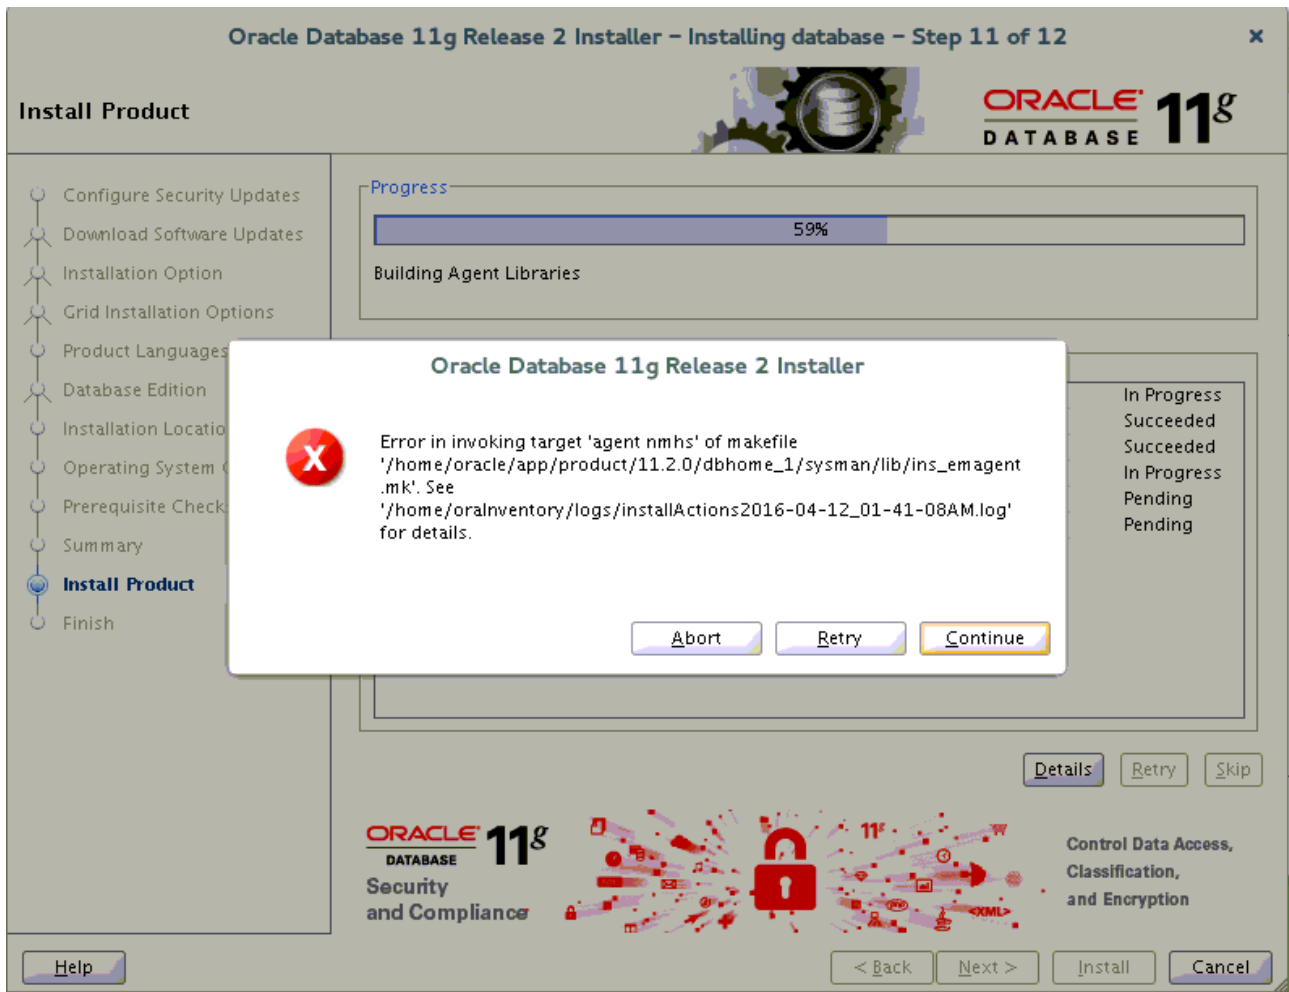 Oracle Database 11g Release 2 Installer – Installing database – Step 11 of 12
Install Product
ORACLE 11g
DATABASE
Configure Security Updates
Download Software Updates
Installation Option
Grid Installation Options
Product Languages
Database Edition
Installation Locatio
Operating System
Prerequisite Check
Summary
Install Product
Finish
Progress
59%
Building Agent Libraries
In Progress
Succeeded
Succeeded
In Progress
Pending
Pending
Oracle Database 11g Release 2 Installer
Error in invoking target 'agent nmhs' of makefile
'/home/oracle/app/product/11.2.0/dbhome_1/sysman/lib/ins_emagent
.mk'. See
'/home/oraInventory/logs/installActions2016-04-12_01-41-08AM.log'
for details.
Abort
Retry
Continue
Details
Retry
Skip
ORACLE 11g
DATABASE
Security
and Compliance
11g
<XML>
Control Data Access,
Classification,
and Encryption
Help
< Back
Next >
Install
Cancel